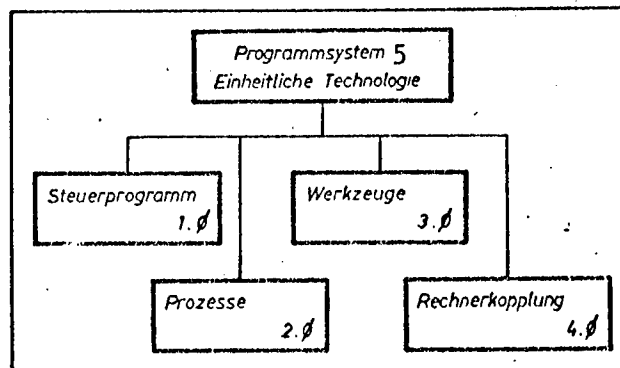 Programmsystem 5
Einheitliche Technologie
Steuerprogramm
1.Ø
Werkzeuge
3.Ø
Prozesse
2.Ø
Rechnerkopplung
4.Ø